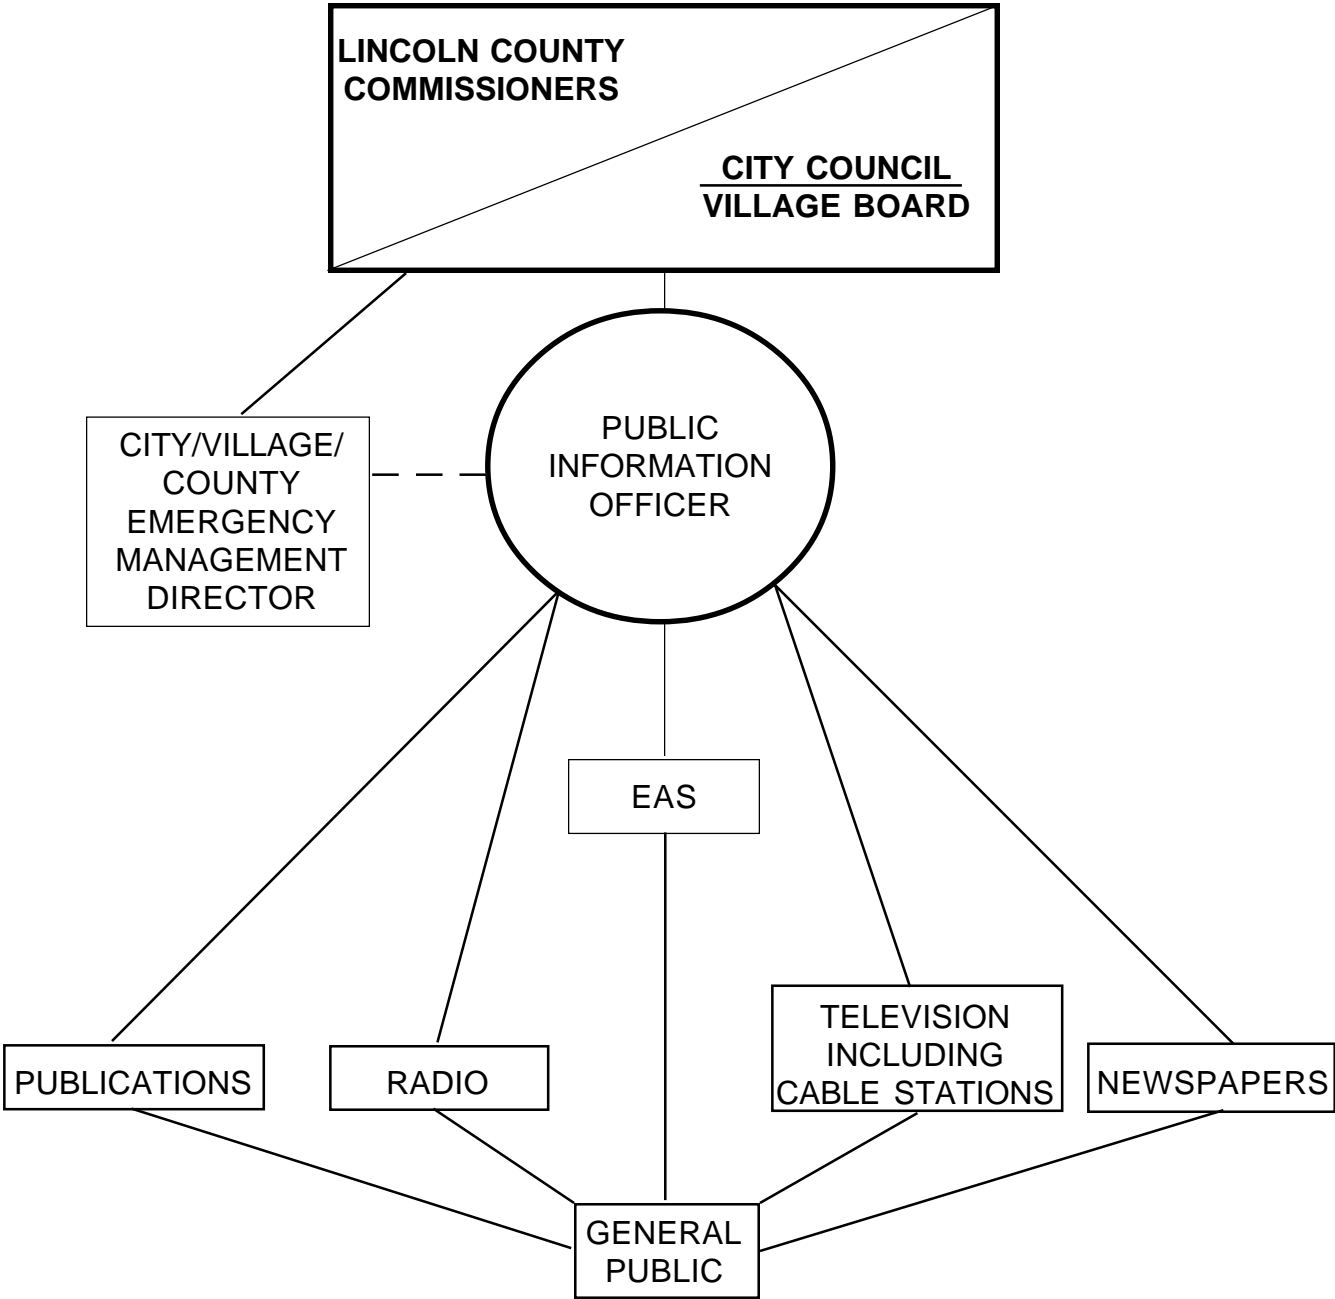 LINCOLN COUNTY
COMMISSIONERS
CITY COUNCIL
VILLAGE BOARD
CITY/VILLAGE/
COUNTY
EMERGENCY
MANAGEMENT
DIRECTOR
PUBLIC
INFORMATION
OFFICER
EAS
PUBLICATIONS
RADIO
TELEVISION
INCLUDING
CABLE STATIONS
NEWSPAPERS
GENERAL
PUBLIC